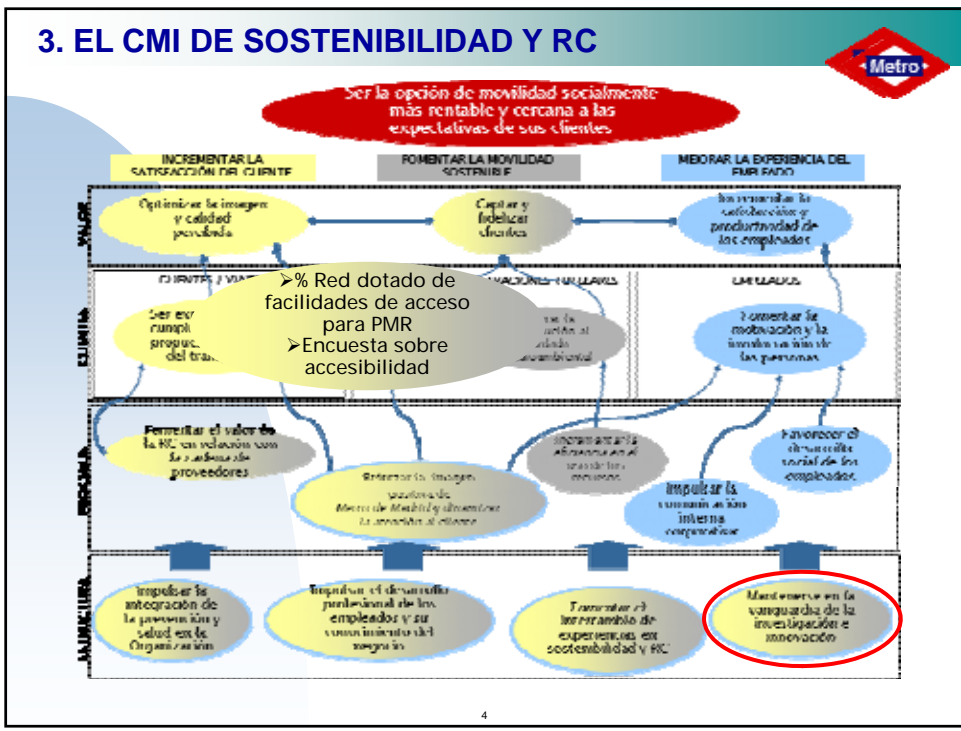 3. EL CMI DE SOSTENIBILIDAD Y RC
Metro
Ser la opción de movilidad socialmente
más rentable y cercana a las
expectativas de sus clientes
INCREMENTAR LA
SATISFACCIÓN DEL CLIENTE
FOMENTAR LA MOVILIDAD
SOSTENIBLE
MEJORAR LA EXPERIENCIA DEL
EMPLEADO
VALOR
Optimizar la imagen
y calidad
percibida
Captar y
fidelizar
clientes
Incrementar la
satisfacción y
productividad de
los empleados
EMPLEADOS
➢% Red dotado de
facilidades de acceso
para PMR
➢Encuesta sobre
accesibilidad
Fomentar la
motivación y la
involucración de
las personas
Fomentar el valor de
la RC en relación con
la cadena de
proveedores
Reforzar la imagen
positiva de
Metro de Madrid y dinamizar
la atención al cliente
Incrementar la
eficiencia en el
uso de los
recursos
Impulsar la
comunicación
interna
corporativa
Favorecer el
desarrollo
social de los
empleados
Impulsar la
integración de
la prevención y
salud en la
Organización
Impulsar el desarrollo
profesional de los
empleados y su
conocimiento del
negocio
Fomentar el
intercambio de
experiencias en
sostenibilidad y RC
Mantenerse en la
vanguardia de la
investigación e
innovación
4